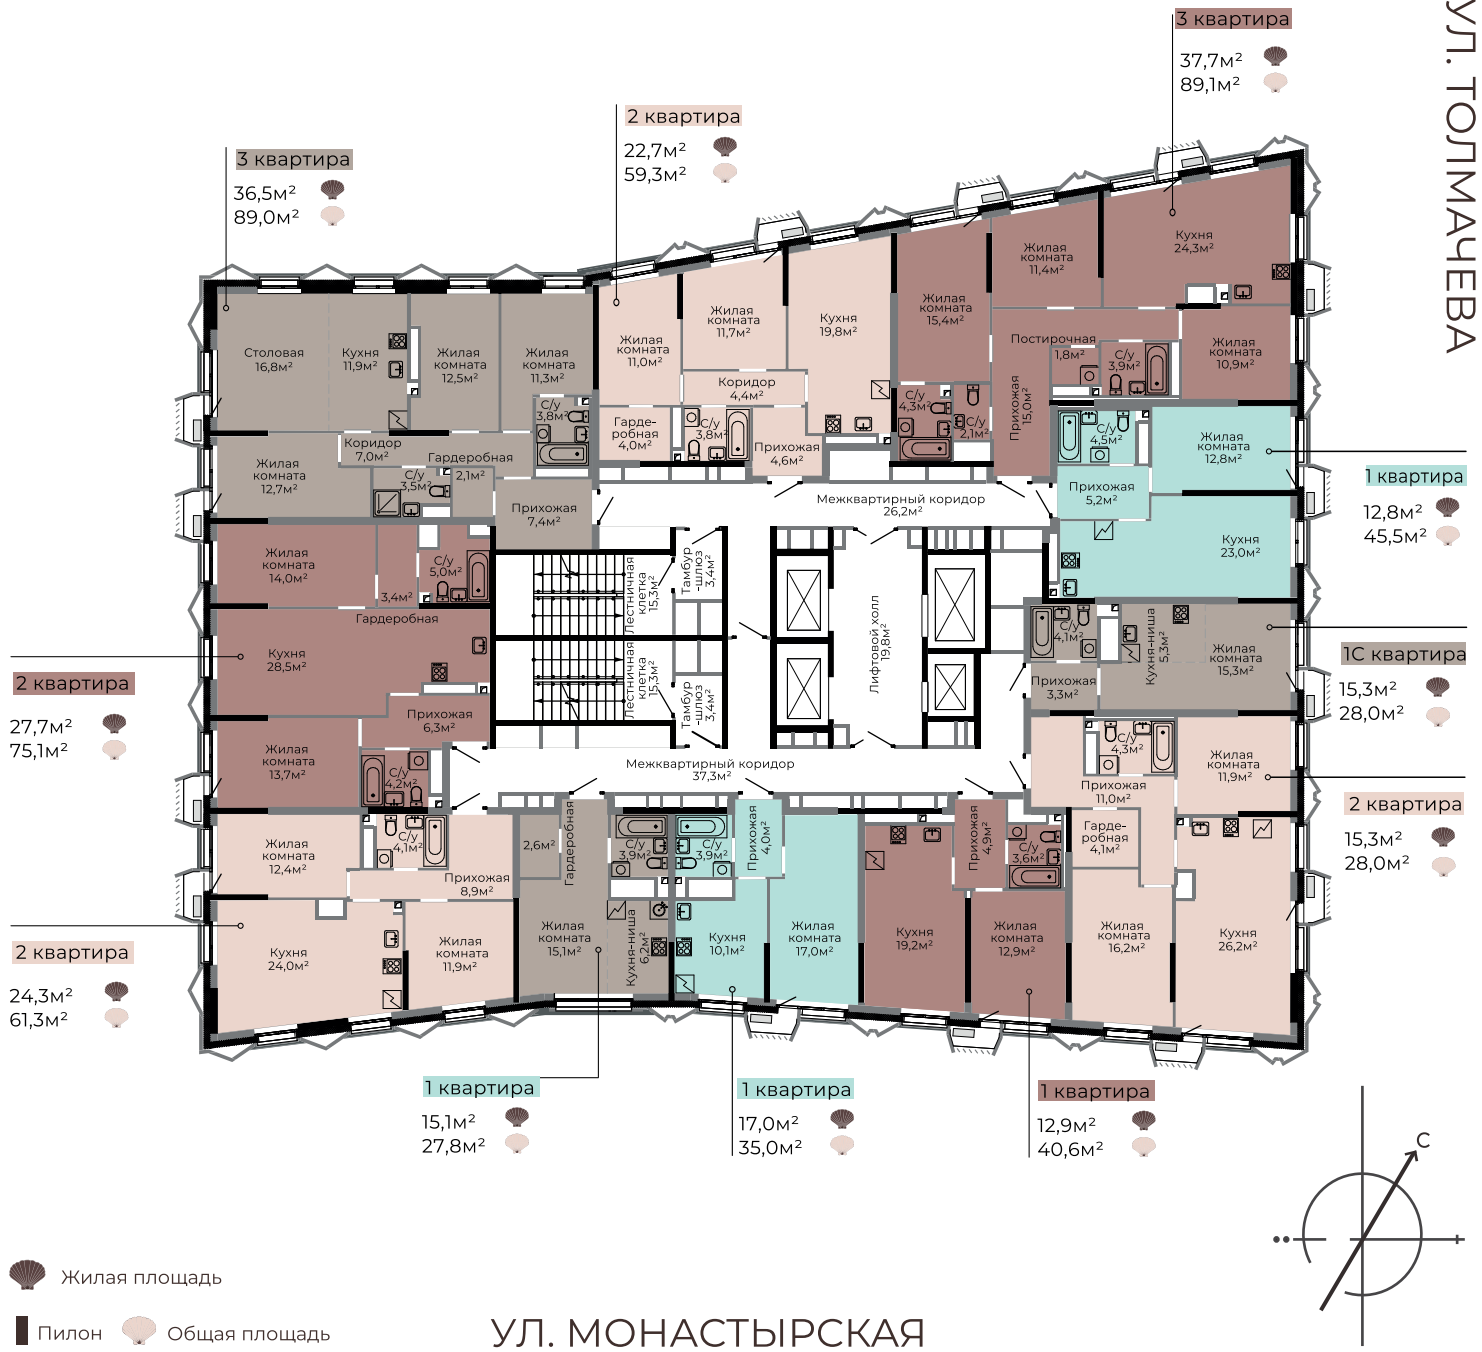 УЛ. ТОЛМАЧЕВА
3 квартира
37,7м²
89,1м²
2 квартира
22,7м²
59,3м²
3 квартира
36,5м²
89,0м²
Кухня
24,3м²
Жилая
комната
11,4м²
Жилая
комната
15,4м²
Кухня
19,8м²
Жилая
комната
11,7м²
Жилая
комната
11,0м²
Столовая
16,8м²
Кухня
11,9м²
Жилая
комната
12,5м²
Жилая
комната
11,3м²
Постирочная
1,8м²
С/у
3,9м²
Жилая
комната
10,9м²
Коридор
4,4м²
С/у
3,8м²
Гарде-
робная
4,0м²
С/у
3,8м²
Прихожая
4,6м²
С/у
4,3м²
С/у
2,1м²
Прихожая
15,0м²
С/у
4,5м²
Жилая
комната
12,8м²
Коридор
7,0м²
Гардеробная
2,1м²
Жилая
комната
12,7м²
С/у
3,5м²
Прихожая
7,4м²
Межквартирный коридор
26,2м²
Прихожая
5,2м²
Кухня
23,0м²
1 квартира
12,8м²
45,5м²
Жилая
комната
14,0м²
3,4м²
С/у
5,0м²
Гардеробная
Лестничная
клетка
15,3м²
Тамбур
-шлюз
3,4м²
Лифтовой холл
19,8м²
Кухня
28,5м²
Лестничная
клетка
15,3м²
Тамбур
-шлюз
3,4м²
С/у
4,1м²
Прихожая
3,3м²
Кухня-ниша
5,3м²
Жилая
комната
15,3м²
1С квартира
15,3м²
28,0м²
2 квартира
27,7м²
75,1м²
Прихожая
6,3м²
Жилая
комната
13,7м²
С/у
4,2м²
Межквартирный коридор
37,3м²
С/у
4,3м²
Прихожая
11,0м²
Жилая
комната
11,9м²
2 квартира
15,3м²
28,0м²
Жилая
комната
12,4м²
С/у
4,1м²
Прихожая
8,9м²
2,6м²
Гардеробная
С/у
3,9м²
С/у
3,9м²
Прихожая
4,0м²
Прихожая
4,9м²
С/у
3,6м²
Гарде-
робная
4,1м²
Кухня
24,0м²
Жилая
комната
11,9м²
Жилая
комната
15,1м²
Кухня-ниша
6,2м²
Кухня
10,1м²
Жилая
комната
17,0м²
Кухня
19,2м²
Жилая
комната
12,9м²
Жилая
комната
16,2м²
Кухня
26,2м²
2 квартира
24,3м²
61,3м²
1 квартира
15,1м²
27,8м²
1 квартира
17,0м²
35,0м²
1 квартира
12,9м²
40,6м²
С
Жилая площадь
Пилон
Общая площадь
УЛ. МОНАСТЫРСКАЯ